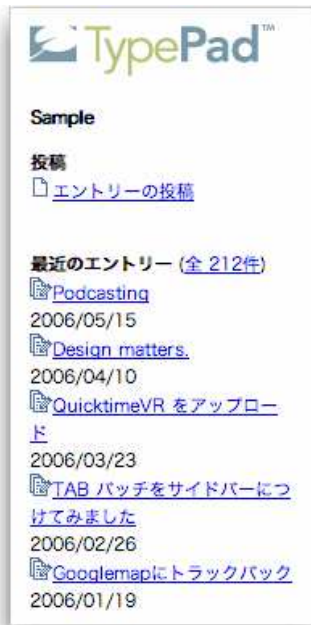 TypePad™
Sample
投稿
エントリーの投稿
最近のエントリー (全 212件)
Podcasting
2006/05/15
Design matters.
2006/04/10
QuicktimeVR をアップロー
ド
2006/03/23
TAB バッチをサイドバーにつ
けてみました
2006/02/26
Googlemapにトラックバック
2006/01/19